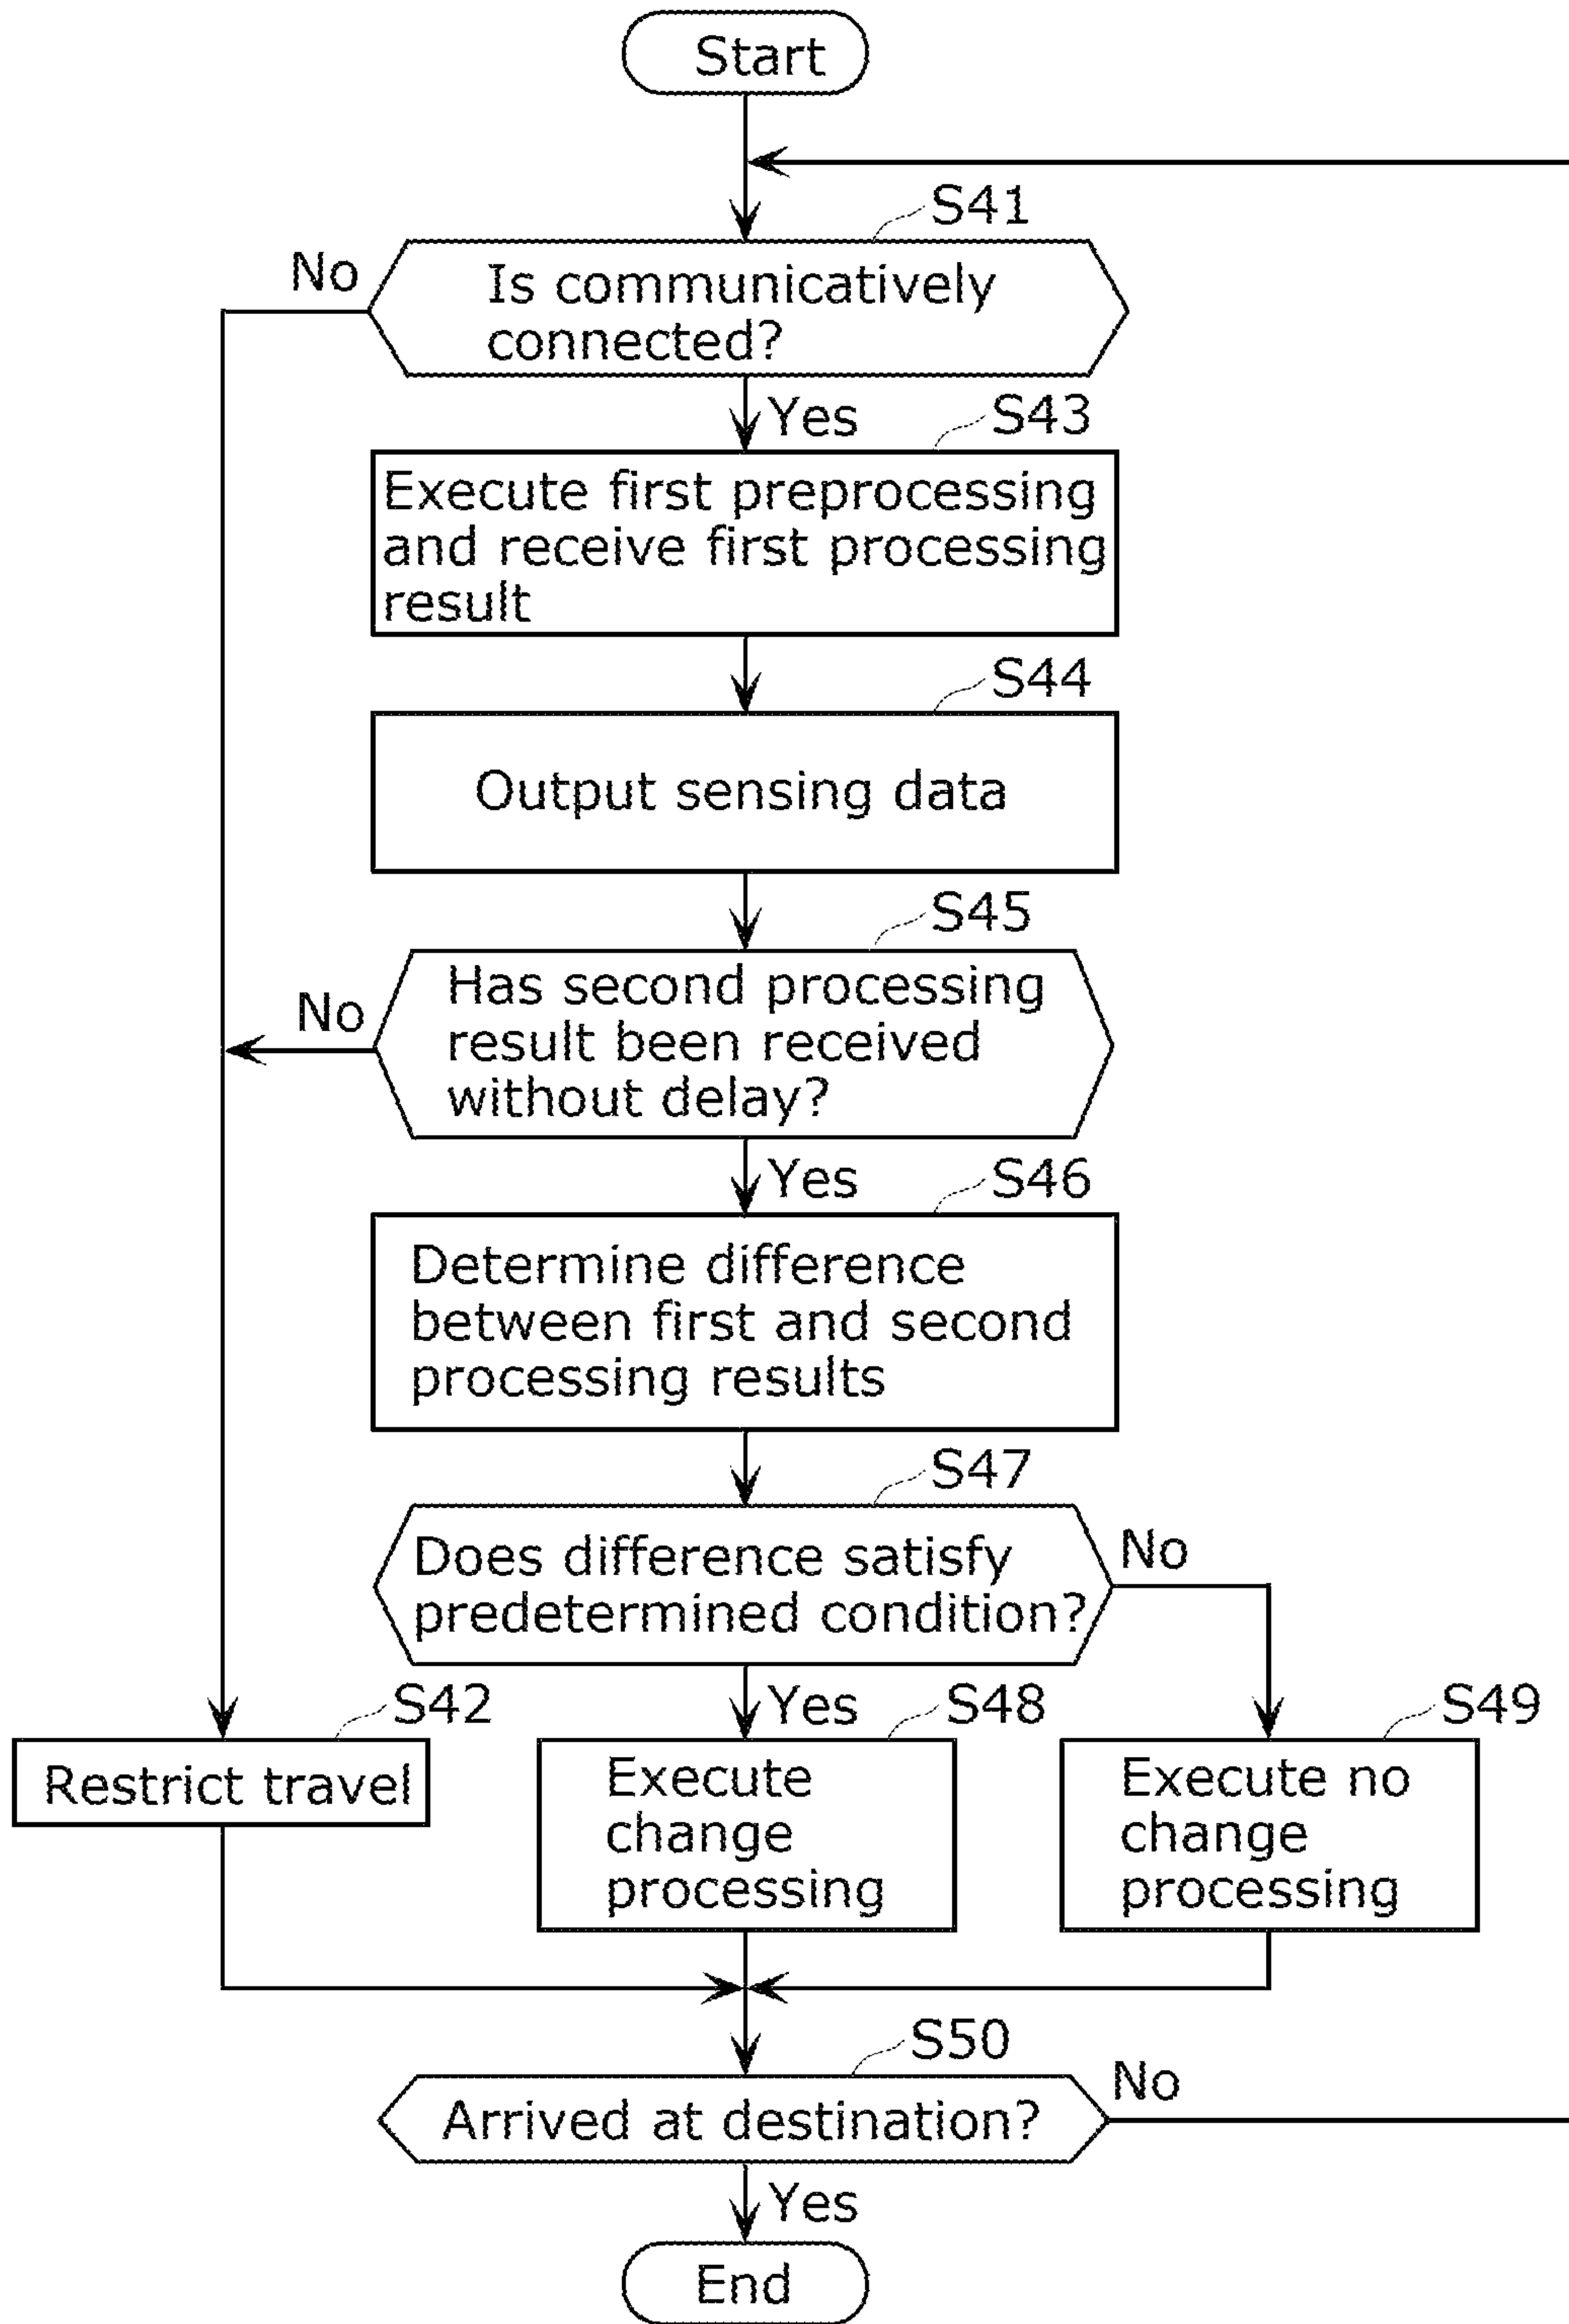 Start
S41
No
Is communicatively
connected?
Yes
S43
Execute first preprocessing
and receive first processing
result
S44
Output sensing data
S45
No
Has second processing
result been received
without delay?
Yes
S46
Determine difference
between first and second
processing results
S47
Does difference satisfy
predetermined condition?
No
S42
Yes
S48
S49
Restrict travel
Execute
change
processing
Execute no
change
processing
S50
Arrived at destination?
No
Yes
End